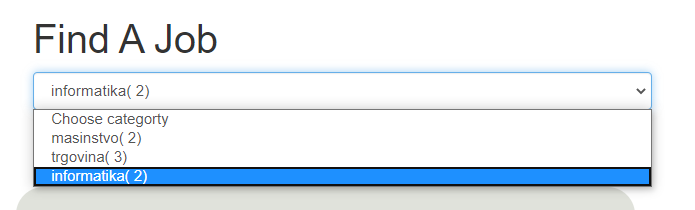 Find A Job
informatika( 2)
Choose categorty
masinstvo( 2)
trgovina( 3)
informatika( 2)